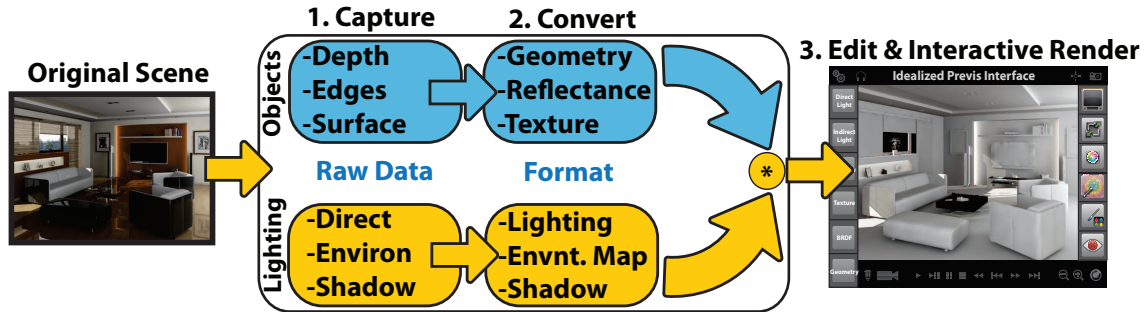 1. Capture
2. Convert
3. Edit & Interactive Render
Original Scene
Objects
-Depth
-Edges
-Surface
-Geometry
-Reflectance
-Texture
Raw Data
Format
*
Lighting
-Direct
-Environ
-Shadow
-Lighting
-Envnt. Map
-Shadow
Idealized Previs Interface
Direct
Light
Indirect
Light
Texture
BRDF
Geometry